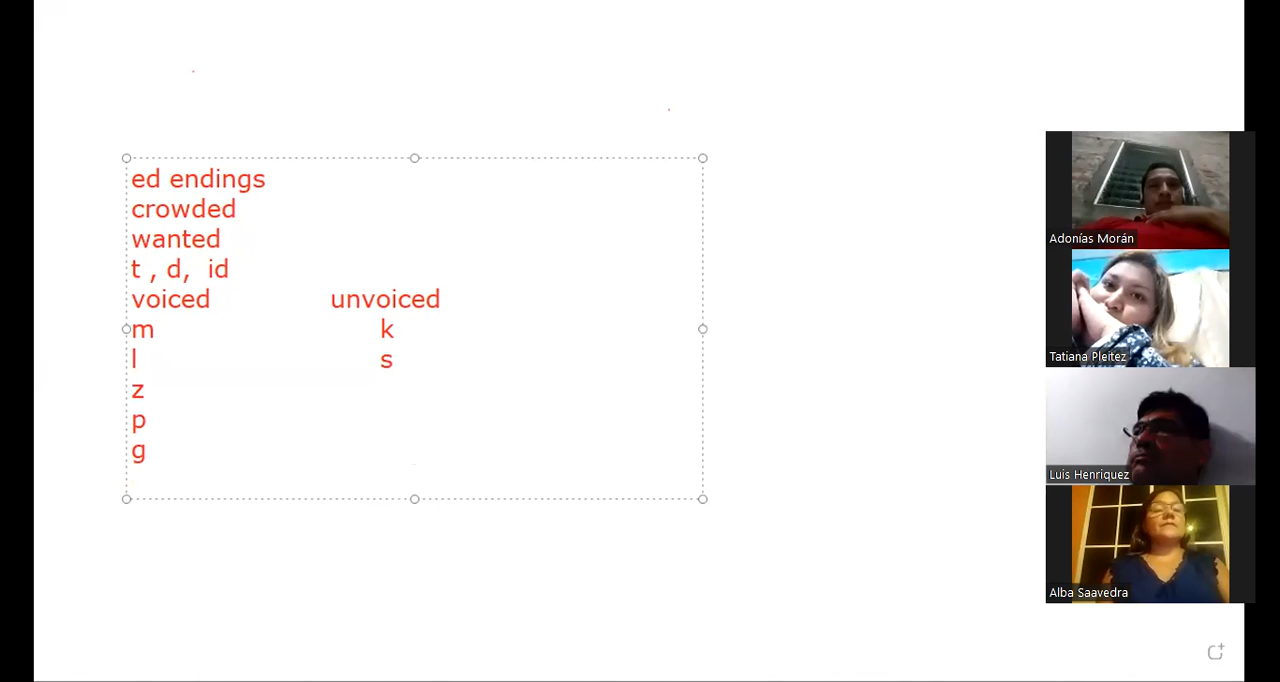 ed endings
crowded
wanted
t , d, id
voiced unvoiced
m k
l s
z
p
g
Adonías Morán
Tatiana Pleitez
Luis Henriquez
Alba Saavedra